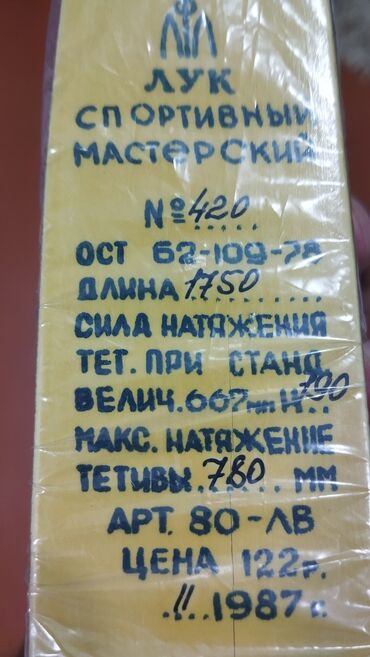 ЛУК
СПОРТИВНЫЙ
МАСТЕРСКИЙ
№ 420
ОСТ 62-109-78
ДЛИНА 1750
СИЛА НАТЯЖЕНИЯ
ТЕТ. ПРИ СТАНД.
ВЕЛИЧ. 667мм Н 190
МАКС. НАТЯЖЕНИЕ
ТЕТИВЫ 780 ММ
АРТ. 80-ЛВ
ЦЕНА 122р.
II 1987 г.